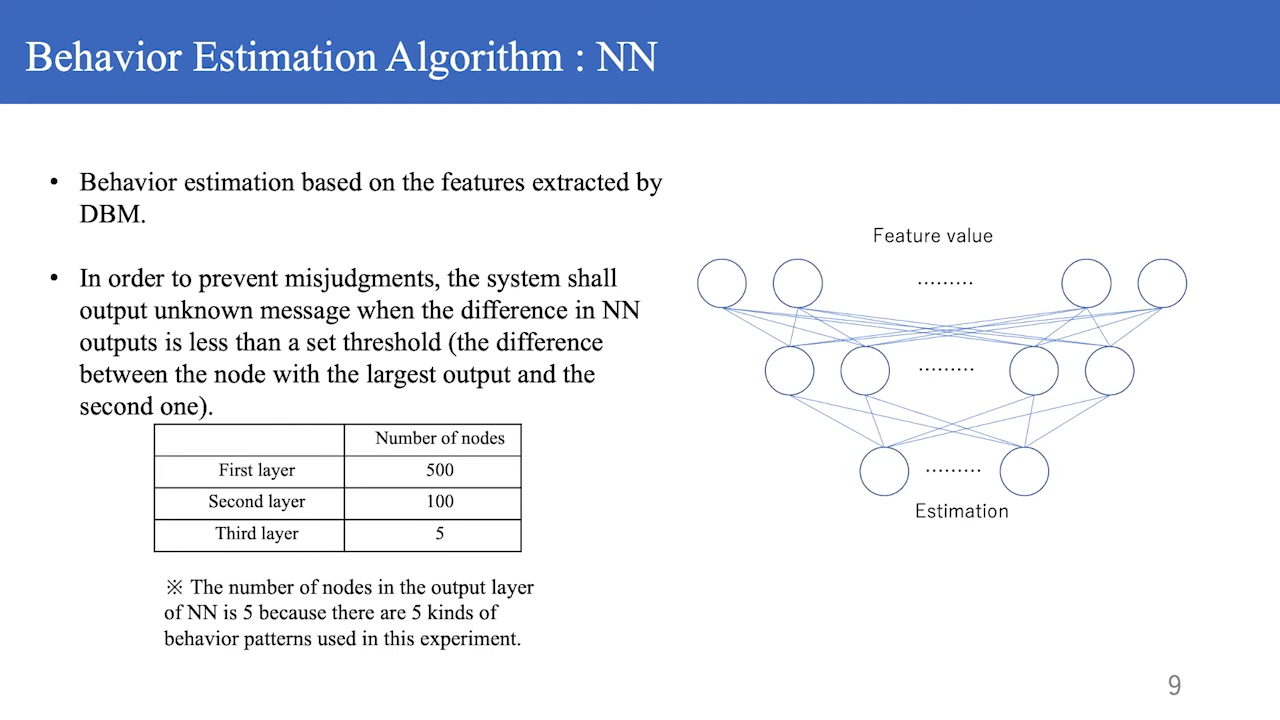 Behavior Estimation Algorithm : NN
• Behavior estimation based on the features extracted by
DBM.
• In order to prevent misjudgments, the system shall
output unknown message when the difference in NN
outputs is less than a set threshold (the difference
between the node with the largest output and the
second one).
Number of nodes
First layer 500
Second layer 100
Third layer 5
※ The number of nodes in the output layer
of NN is 5 because there are 5 kinds of
behavior patterns used in this experiment.
Feature value
………
………
………
Estimation
9